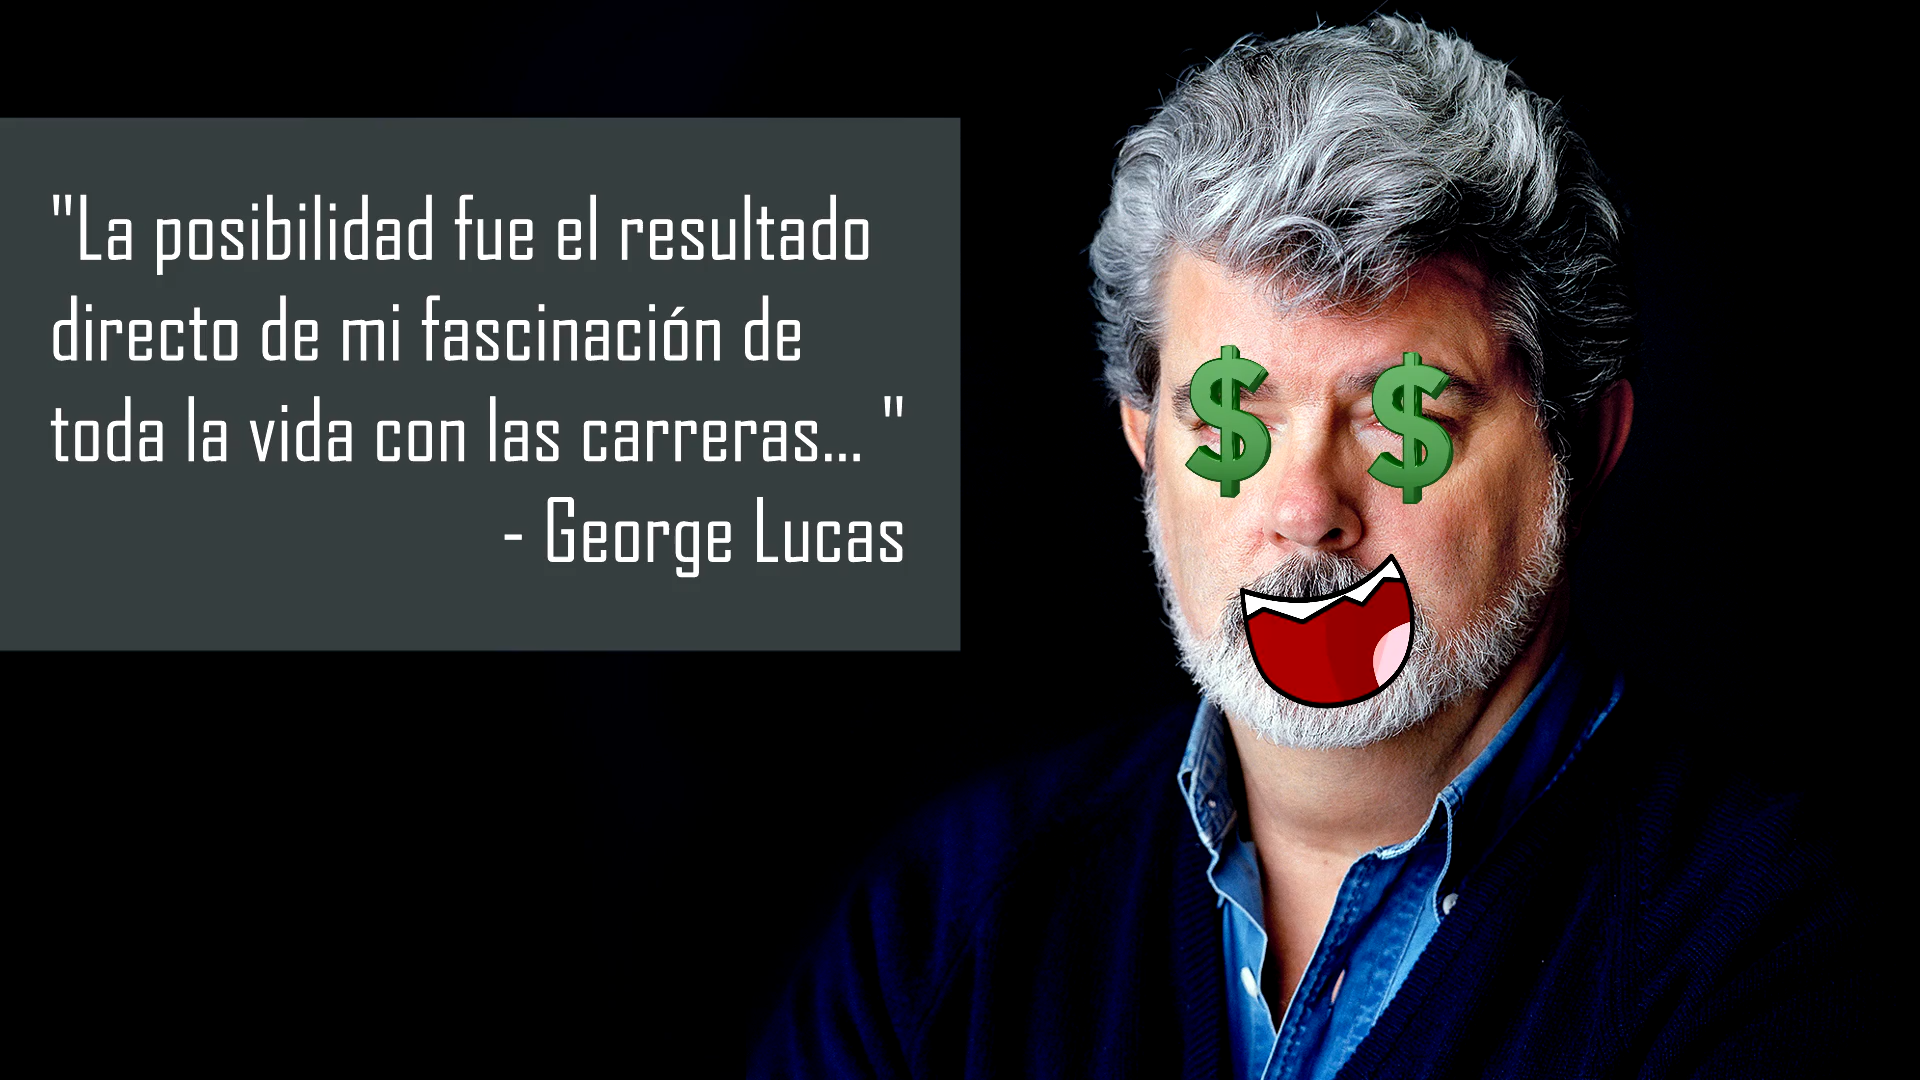 "La posibilidad fue el resultado
directo de mi fascinación de
toda la vida con las carreras... "
- George Lucas
$ $